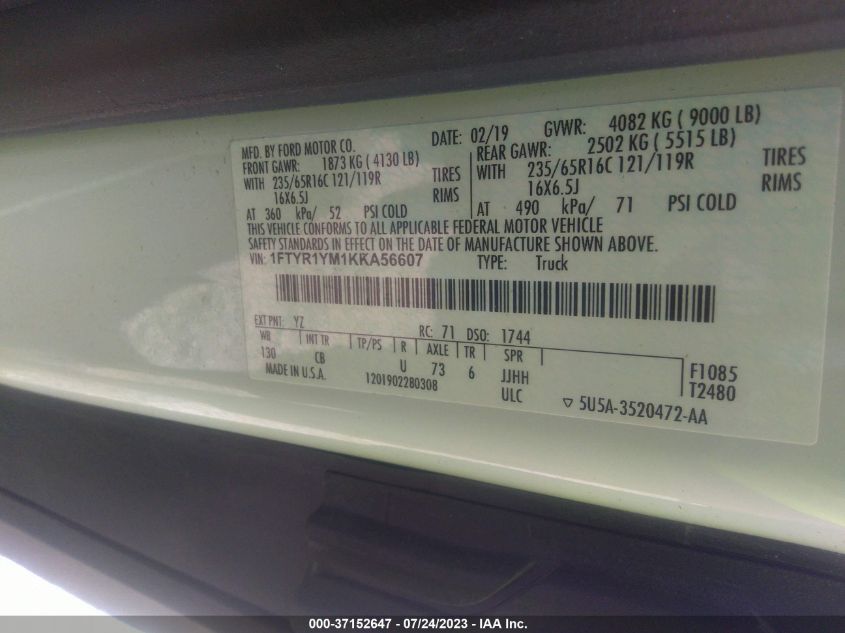 MFD. BY FORD MOTOR CO.
DATE: 02/19 GVWR: 4082 KG ( 9000 LB)
FRONT GAWR: 1873 KG ( 4130 LB)
REAR GAWR: 2502 KG ( 5515 LB)
WITH 235/65R16C 121/119R TIRES
WITH 235/65R16C 121/119R TIRES
16X6.5J RIMS
16X6.5J RIMS
AT 360 kPa/ 52 PSI COLD
AT 490 kPa/ 71 PSI COLD
THIS VEHICLE CONFORMS TO ALL APPLICABLE FEDERAL MOTOR VEHICLE
SAFETY STANDARDS IN EFFECT ON THE DATE OF MANUFACTURE SHOWN ABOVE.
VIN: 1FTYR1YM1KKA56607 TYPE: Truck
EXT PNT: YZ RC: 71 DSO: 1744
WB INT TR TP/PS R AXLE TR SPR
130 CB U 73 6 JJHH F1085
MADE IN U.S.A. 1201902280308 ULC T2480
▽ 5U5A-3520472-AA
000-37152647 - 07/24/2023 - IAA Inc.